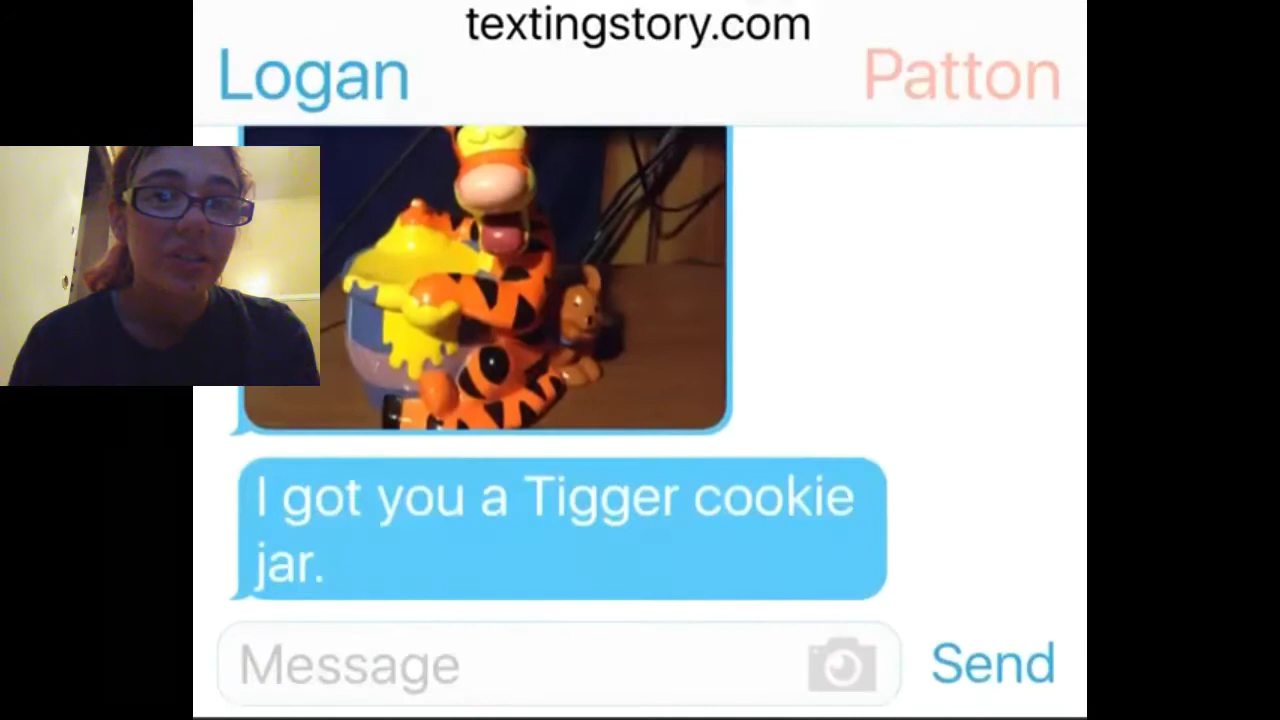 textingstory.com
Logan
Patton
I got you a Tigger cookie
jar.
Message
Send